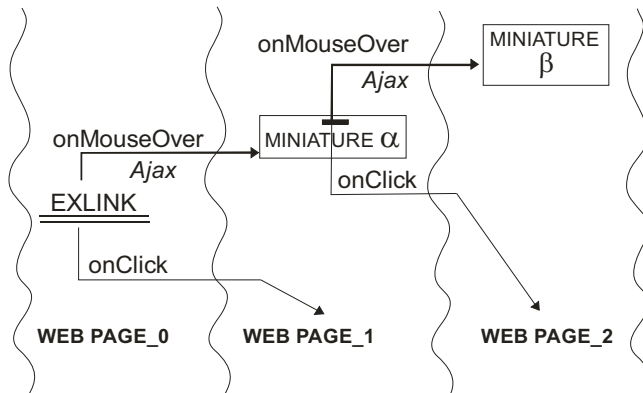 onMouseOver
MINIATURE
β
Ajax
onMouseOver
MINIATURE α
Ajax
onClick
EXLINK
onClick
WEB PAGE_0
WEB PAGE_1
WEB PAGE_2